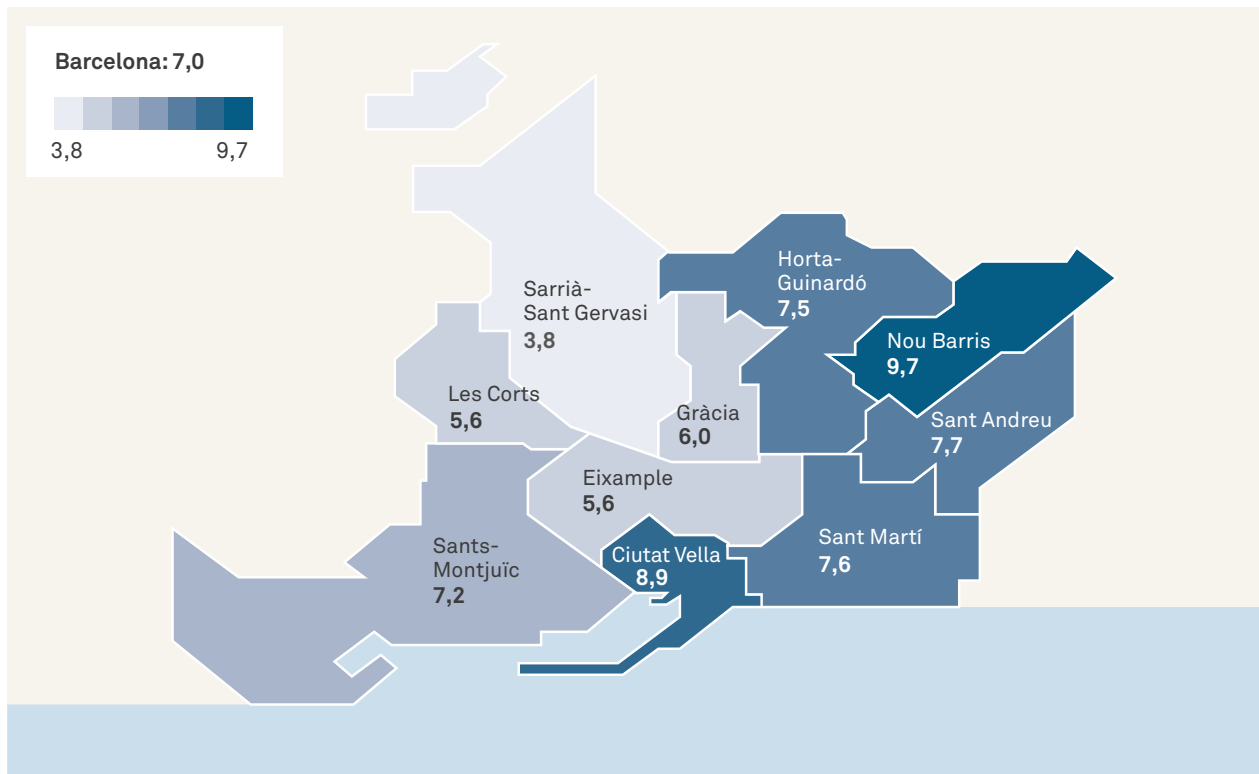 Barcelona: 7,0
3,8
9,7
Horta-
Guinardó
7,5
Sarrià-
Sant Gervasi
3,8
Nou Barris
9,7
Les Corts
5,6
Gràcia
6,0
Sant Andreu
7,7
Eixample
5,6
Sant Martí
7,6
Sants-
Montjuïc
7,2
Ciutat Vella
8,9